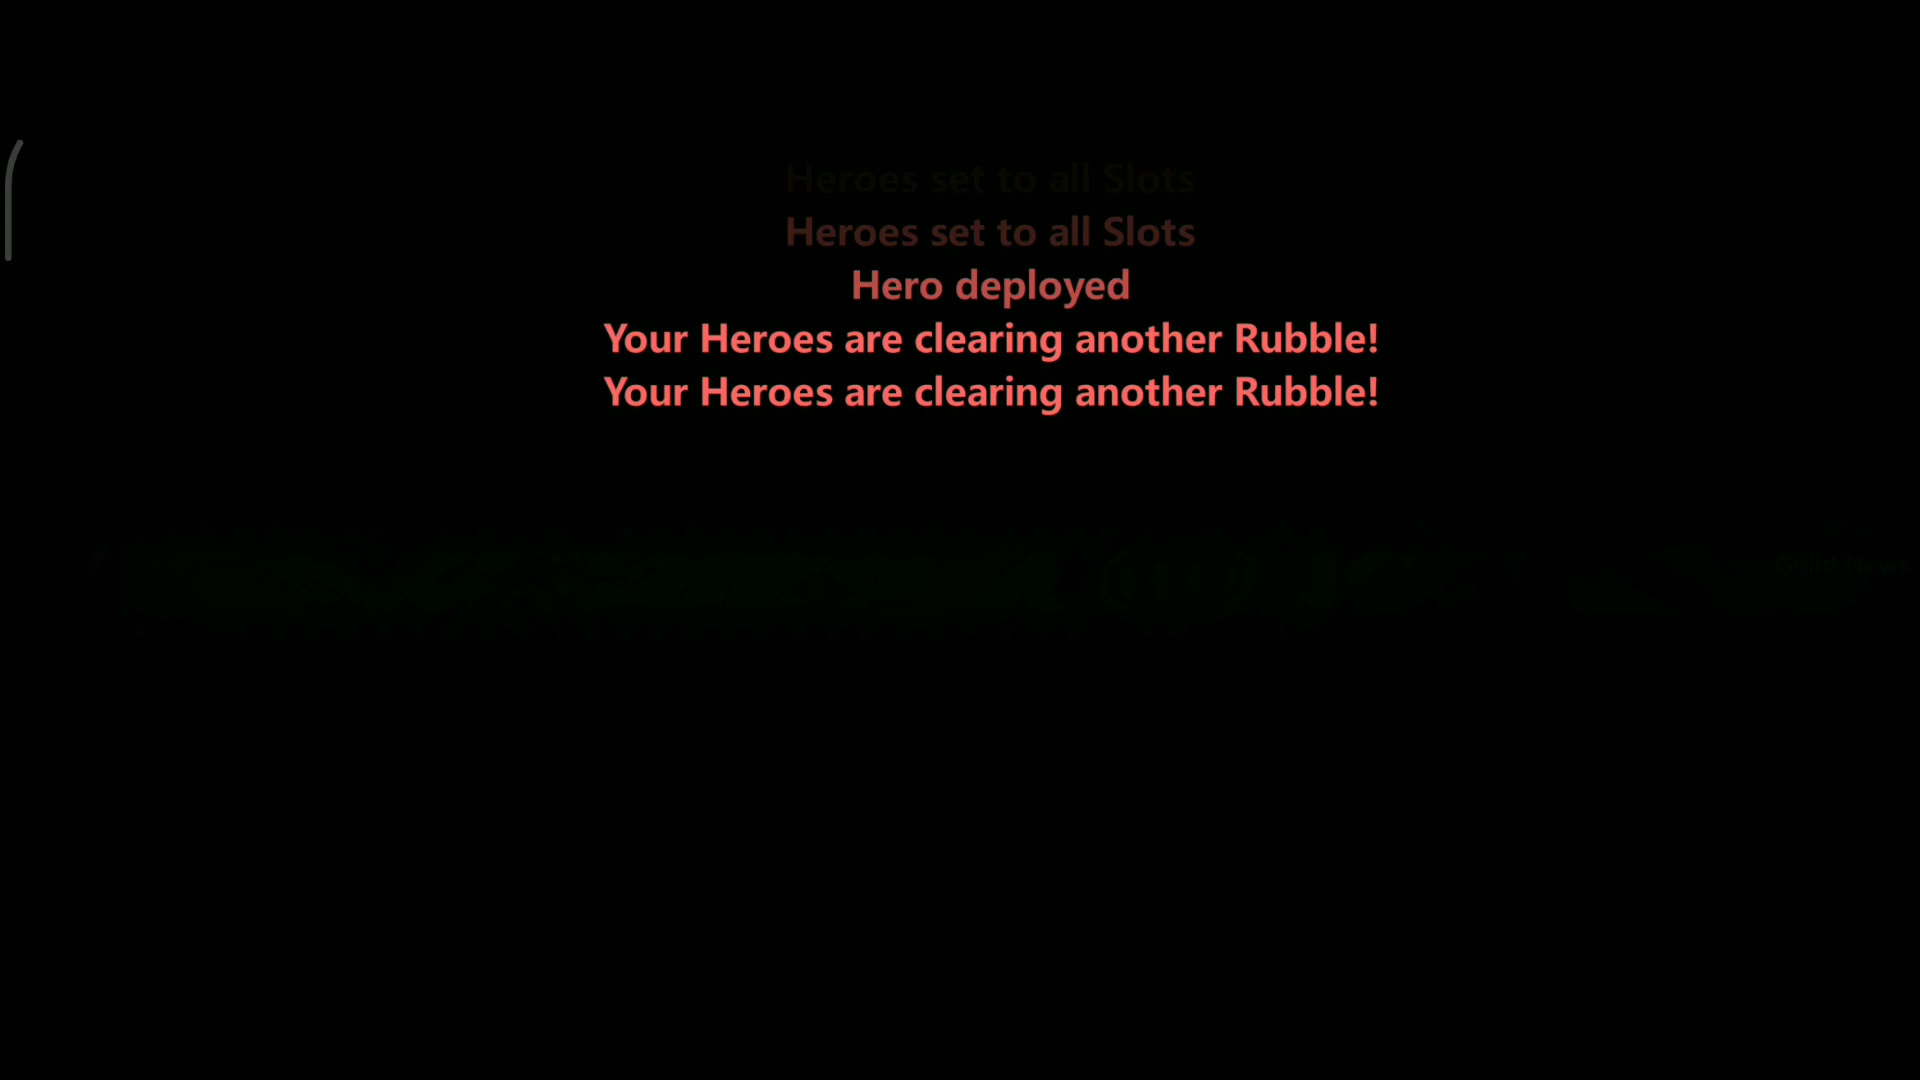 Heroes set to all Slots
Heroes set to all Slots
Hero deployed
Your Heroes are clearing another Rubble!
Your Heroes are clearing another Rubble!